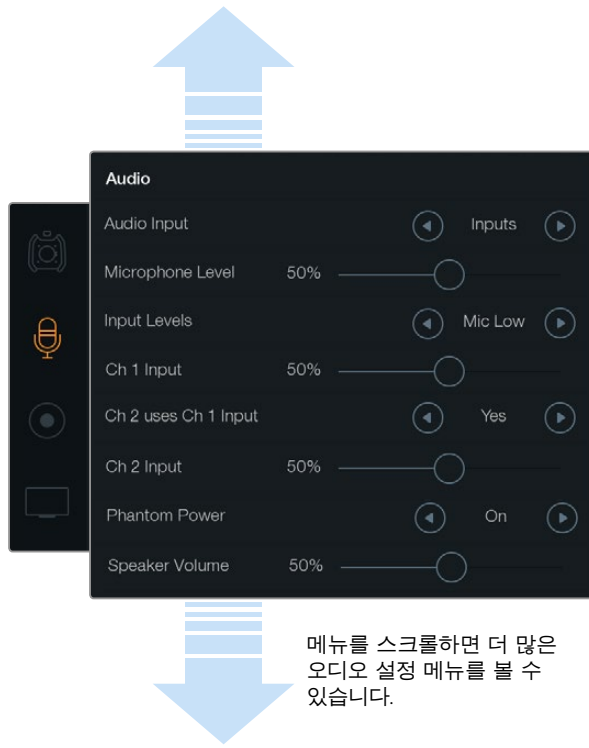 Audio
Audio Input Inputs
Microphone Level 50%
Input Levels Mic Low
Ch 1 Input 50%
Ch 2 uses Ch 1 Input Yes
Ch 2 Input 50%
Phantom Power On
Speaker Volume 50%
메뉴를 스크롤하면 더 많은
오디오 설정 메뉴를 볼 수
있습니다.